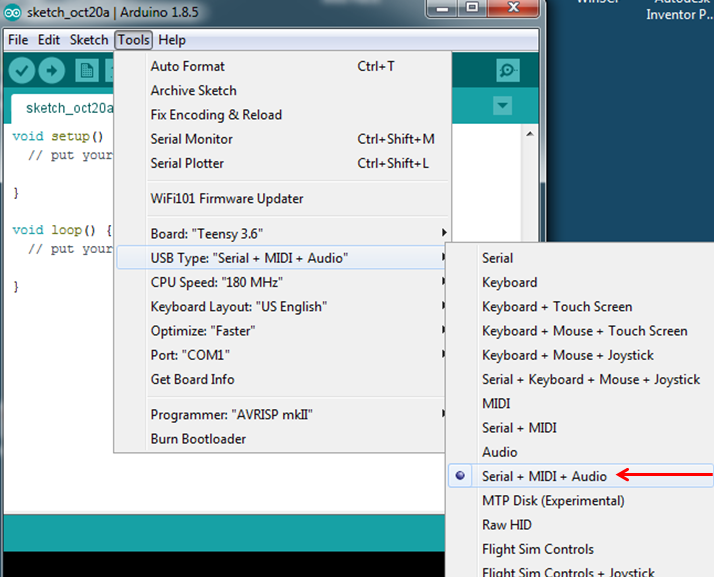 sketch_oct20a | Arduino 1.8.5
WinSCP
Autodesk
Inventor P...
File Edit Sketch Tools Help
sketch_oct20a
void setup()
// put your
}
void loop() {
// put your
}
Auto Format Ctrl+T
Archive Sketch
Fix Encoding & Reload
Serial Monitor Ctrl+Shift+M
Serial Plotter Ctrl+Shift+L
WiFi101 Firmware Updater
Board: "Teensy 3.6"
USB Type: "Serial + MIDI + Audio"
CPU Speed: "180 MHz"
Keyboard Layout: "US English"
Optimize: "Faster"
Port: "COM1"
Get Board Info
Programmer: "AVRISP mkII"
Burn Bootloader
Serial
Keyboard
Keyboard + Touch Screen
Keyboard + Mouse + Touch Screen
Keyboard + Mouse + Joystick
Serial + Keyboard + Mouse + Joystick
MIDI
Serial + MIDI
Audio
Serial + MIDI + Audio
MTP Disk (Experimental)
Raw HID
Flight Sim Controls
Flight Sim Controls + Joystick